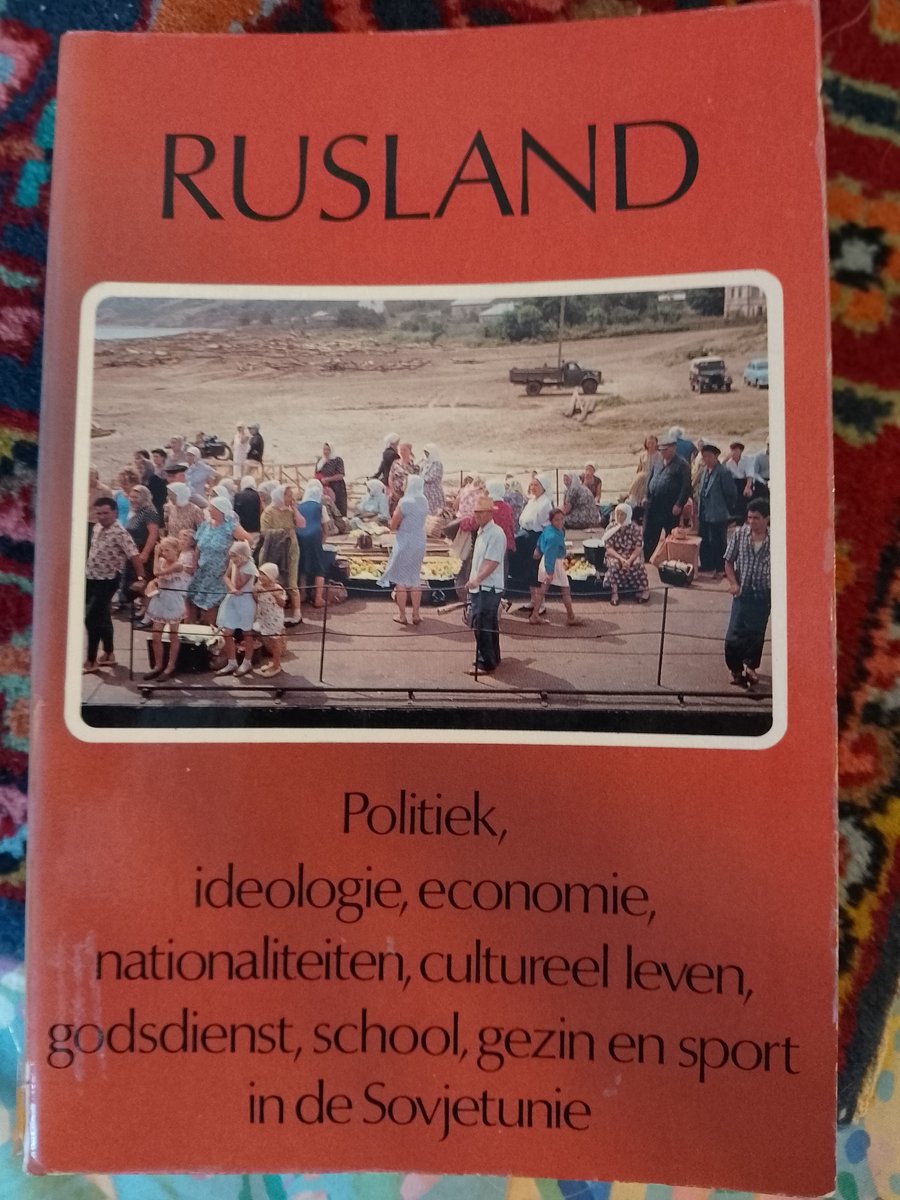 RUSLAND
Politiek,
ideologie, economie,
nationaliteiten, cultureel leven,
godsdienst, school, gezin en sport
in de Sovjetunie